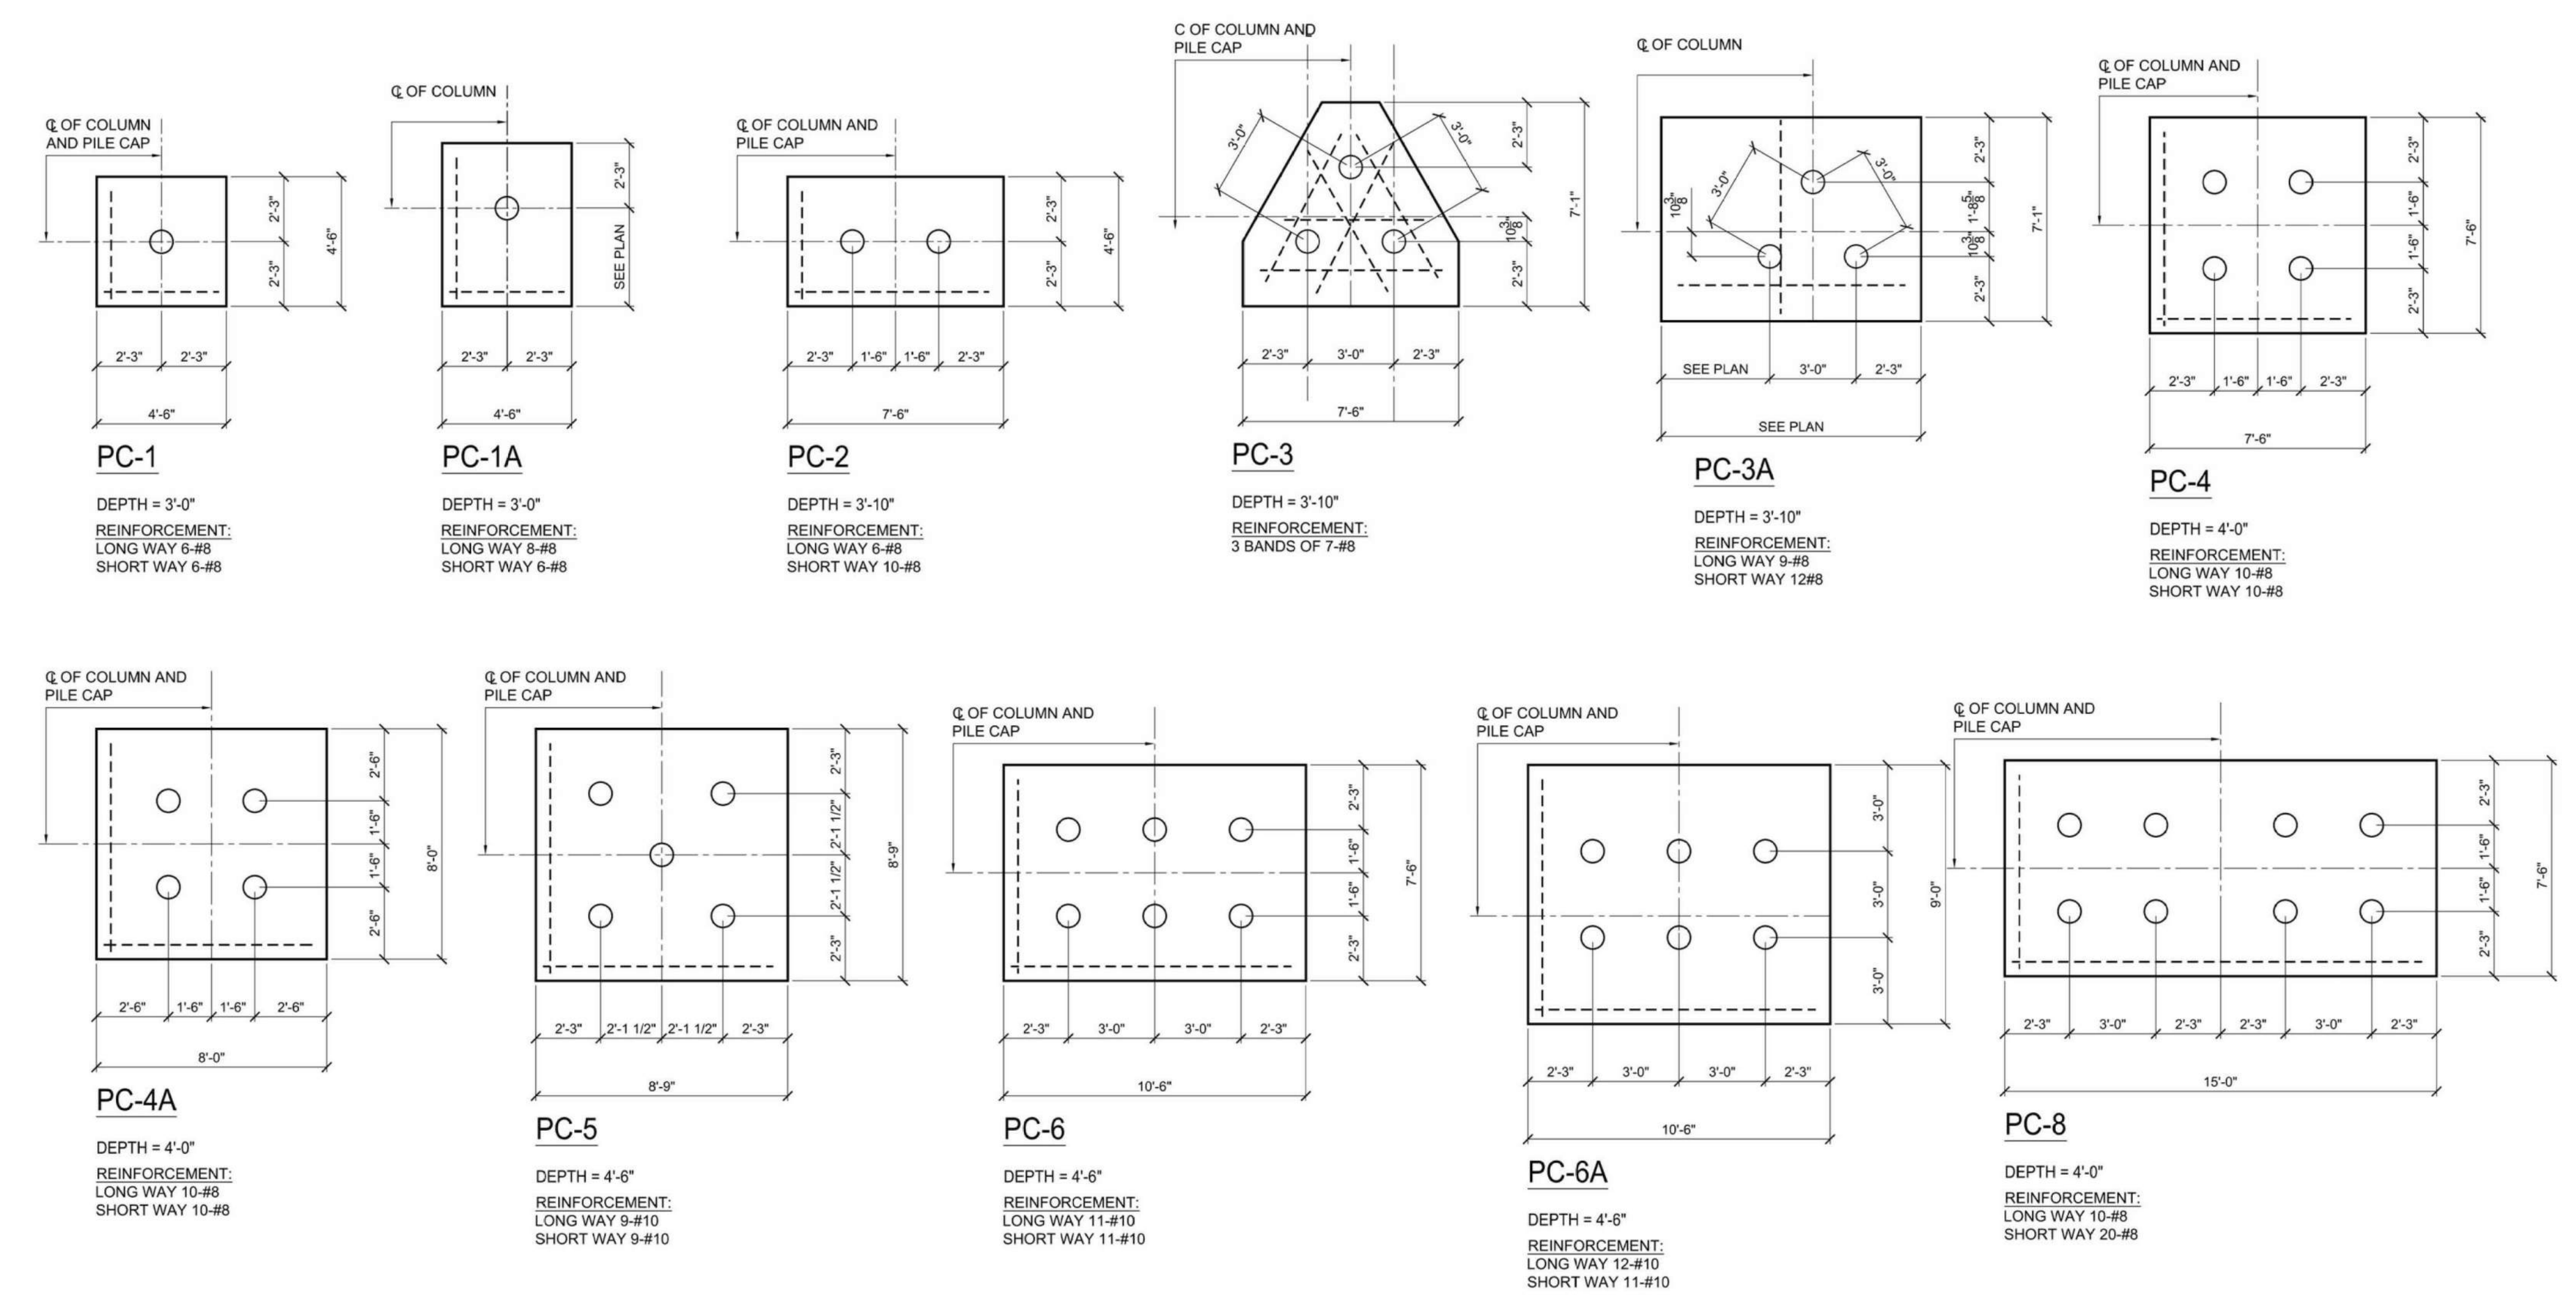 ℄ OF COLUMN
AND PILE CAP
2'-3"
2'-3"
4'-6"
2'-3"
2'-3"
4'-6"
PC-1
DEPTH = 3'-0"
REINFORCEMENT:
LONG WAY 6-#8
SHORT WAY 6-#8
℄ OF COLUMN
2'-3"
SEE PLAN
2'-3"
2'-3"
4'-6"
PC-1A
DEPTH = 3'-0"
REINFORCEMENT:
LONG WAY 8-#8
SHORT WAY 6-#8
℄ OF COLUMN AND
PILE CAP
2'-3"
2'-3"
4'-6"
2'-3"
1'-6"
1'-6"
2'-3"
7'-6"
PC-2
DEPTH = 3'-10"
REINFORCEMENT:
LONG WAY 6-#8
SHORT WAY 10-#8
C OF COLUMN AND
PILE CAP
L
3'-0"
3'-0"
2'-3"
10 3/8"
2'-3"
7'-1"
2'-3"
3'-0"
2'-3"
7'-6"
PC-3
DEPTH = 3'-10"
REINFORCEMENT:
3 BANDS OF 7-#8
℄ OF COLUMN
3'-0"
3'-0"
10 3/8"
2'-3"
1'-8 5/8"
10 3/8"
2'-3"
7'-1"
SEE PLAN
3'-0"
2'-3"
SEE PLAN
PC-3A
DEPTH = 3'-10"
REINFORCEMENT:
LONG WAY 9-#8
SHORT WAY 12#8
℄ OF COLUMN AND
PILE CAP
2'-3"
1'-6"
1'-6"
2'-3"
7'-6"
2'-3"
1'-6"
1'-6"
2'-3"
7'-6"
PC-4
DEPTH = 4'-0"
REINFORCEMENT:
LONG WAY 10-#8
SHORT WAY 10-#8
℄ OF COLUMN AND
PILE CAP
2'-6"
1'-6"
1'-6"
2'-6"
8'-0"
2'-6"
1'-6"
1'-6"
2'-6"
8'-0"
PC-4A
DEPTH = 4'-0"
REINFORCEMENT:
LONG WAY 10-#8
SHORT WAY 10-#8
℄ OF COLUMN AND
PILE CAP
2'-3"
2'-1 1/2"
2'-1 1/2"
2'-3"
8'-9"
2'-3"
2'-1 1/2"
2'-1 1/2"
2'-3"
8'-9"
PC-5
DEPTH = 4'-6"
REINFORCEMENT:
LONG WAY 9-#10
SHORT WAY 9-#10
℄ OF COLUMN AND
PILE CAP
2'-3"
1'-6"
1'-6"
2'-3"
7'-6"
2'-3"
3'-0"
3'-0"
2'-3"
10'-6"
PC-6
DEPTH = 4'-6"
REINFORCEMENT:
LONG WAY 11-#10
SHORT WAY 11-#10
℄ OF COLUMN AND
PILE CAP
3'-0"
3'-0"
3'-0"
9'-0"
2'-3"
3'-0"
3'-0"
2'-3"
10'-6"
PC-6A
DEPTH = 4'-6"
REINFORCEMENT:
LONG WAY 12-#10
SHORT WAY 11-#10
℄ OF COLUMN AND
PILE CAP
2'-3"
1'-6"
1'-6"
2'-3"
7'-6"
2'-3"
3'-0"
2'-3"
2'-3"
3'-0"
2'-3"
15'-0"
PC-8
DEPTH = 4'-0"
REINFORCEMENT:
LONG WAY 10-#8
SHORT WAY 20-#8